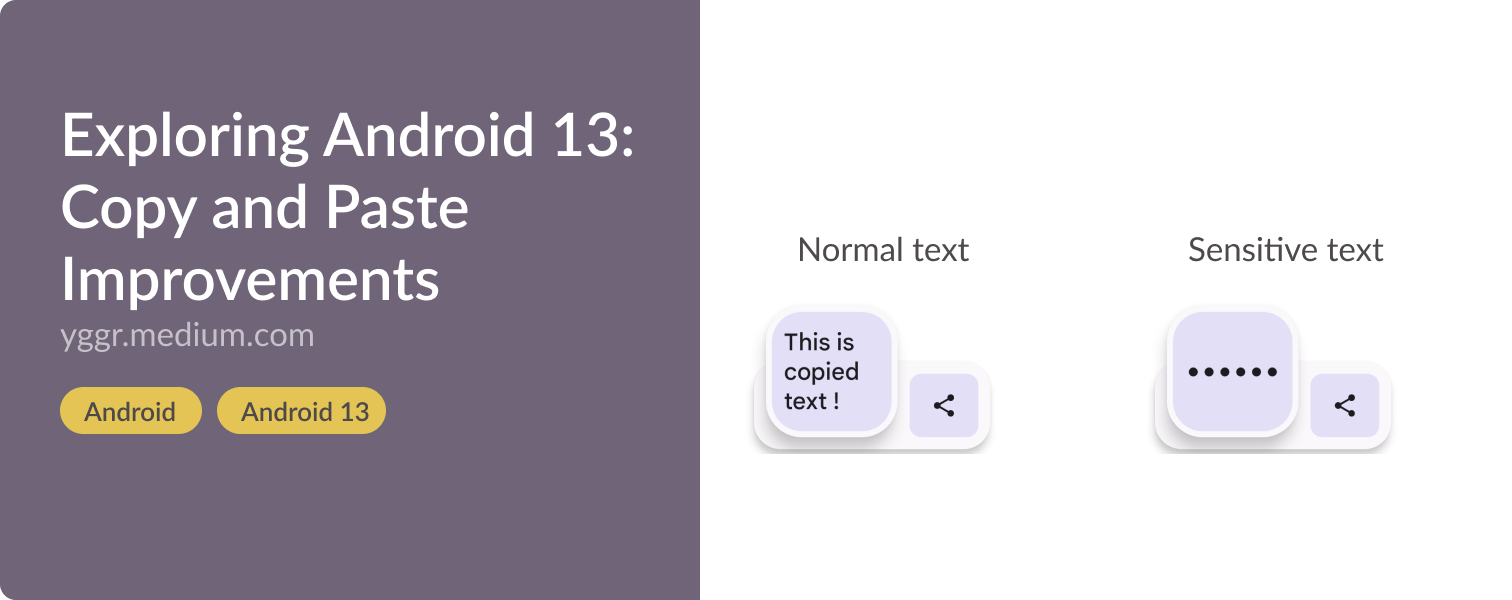 Exploring Android 13:
Copy and Paste
Improvements
yggr.medium.com
Android
Android 13
Normal text
This is
copied
text !
Sensitive text
••••••